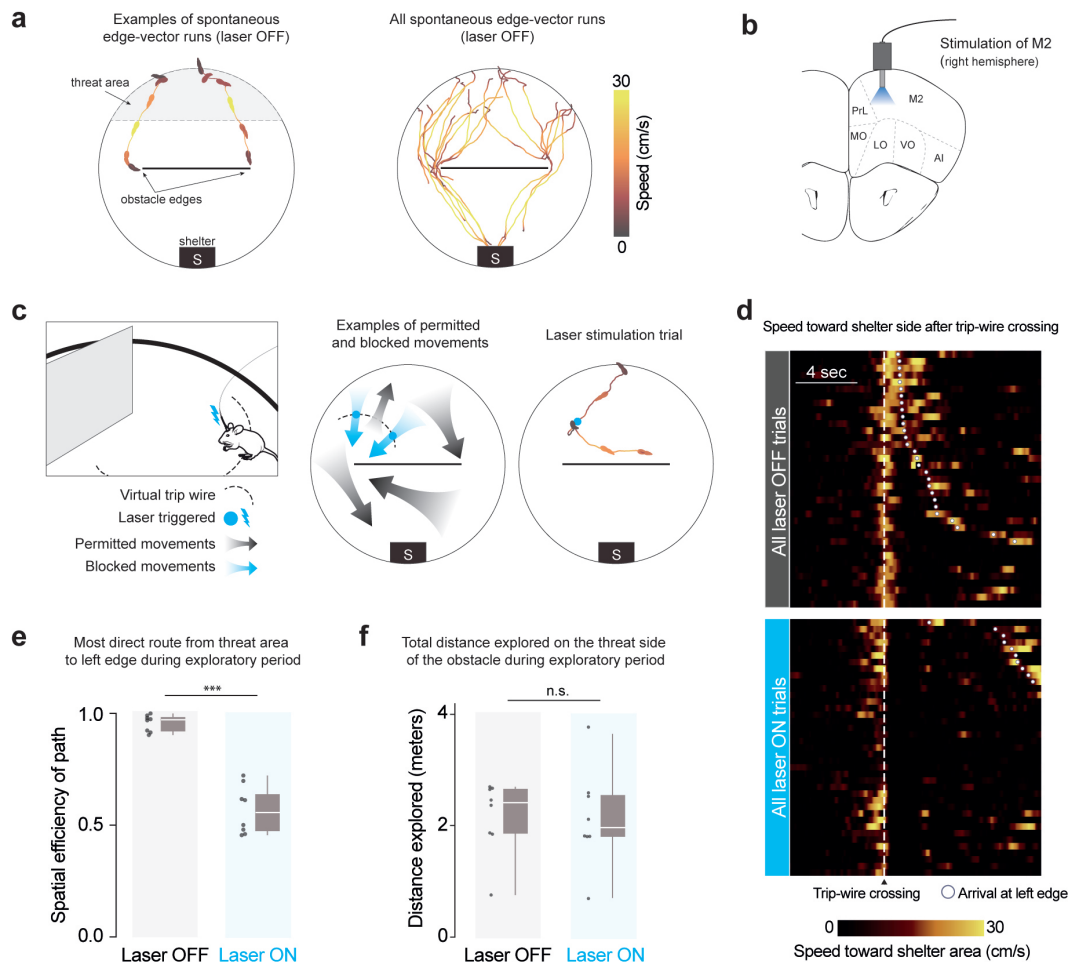 a
Examples of spontaneous
edge-vector runs (laser OFF)
threat area
obstacle edges
shelter
S
All spontaneous edge-vector runs
(laser OFF)
S
30
Speed (cm/s)
0
b
Stimulation of M2
(right hemisphere)
PrL
M2
MO
LO
VO
AI
c
Virtual trip wire
Laser triggered
Permitted movements
Blocked movements
Examples of permitted
and blocked movements
S
Laser stimulation trial
S
d
Speed toward shelter side after trip-wire crossing
4 sec
All laser OFF trials
All laser ON trials
Trip-wire crossing
Arrival at left edge
0
30
Speed toward shelter area (cm/s)
e
Most direct route from threat area
to left edge during exploratory period
***
1.0
0.5
0.0
Spatial efficiency of path
Laser OFF
Laser ON
f
Total distance explored on the threat side
of the obstacle during exploratory period
n.s.
4
2
0
Distance explored (meters)
Laser OFF
Laser ON